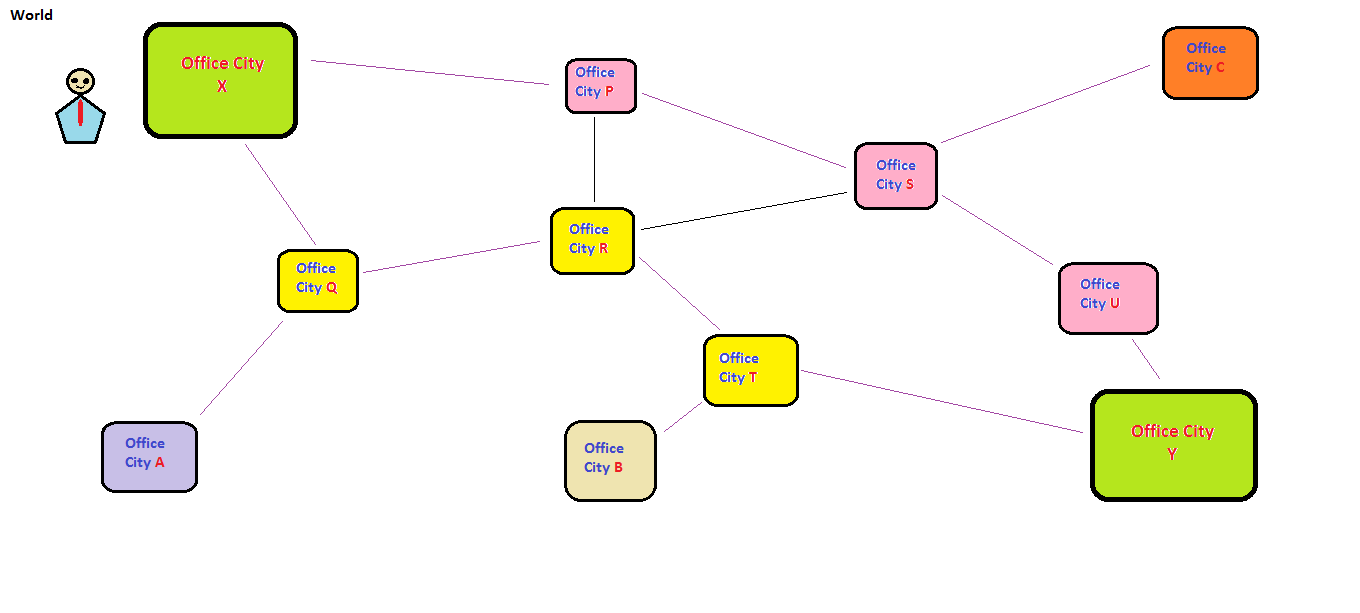 World
Office City
X
Office
City P
Office
City C
Office
City S
Office
City R
Office
City Q
Office
City U
Office
City T
Office City
Y
Office
City A
Office
City B